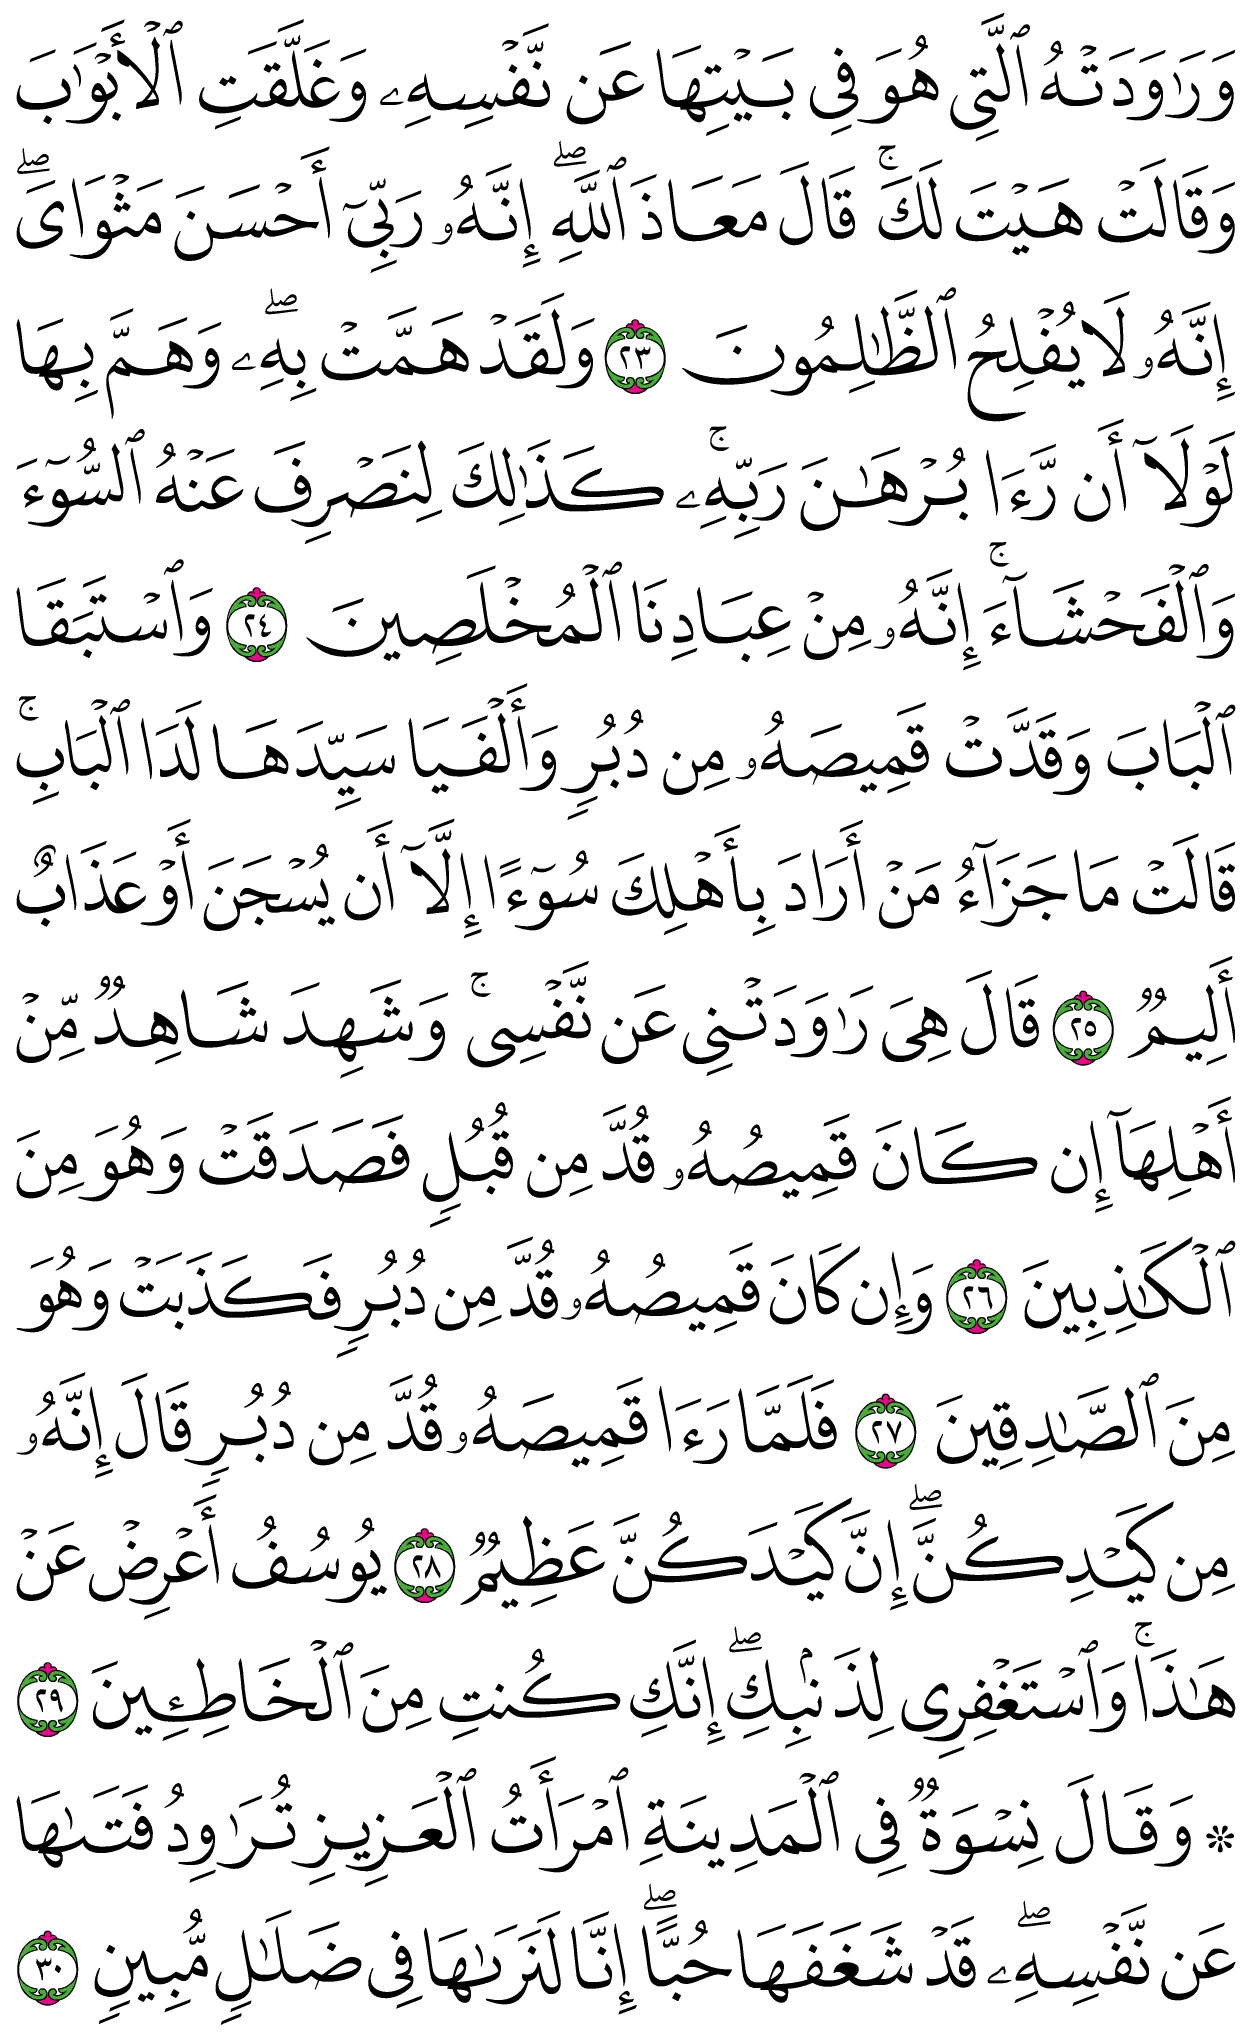 وَرَٰوَدَتۡهُ ٱلَّتِي هُوَ فِي بَيۡتِهَا عَن نَّفۡسِهِۦ وَغَلَّقَتِ ٱلۡأَبۡوَٰبَ
وَقَالَتۡ هَيۡتَ لَكَۚ قَالَ مَعَاذَ ٱللَّهِۖ إِنَّهُۥ رَبِّيٓ أَحۡسَنَ مَثۡوَايَۖ
إِنَّهُۥ لَا يُفۡلِحُ ٱلظَّٰلِمُونَ ٢٣ وَلَقَدۡ هَمَّتۡ بِهِۦۖ وَهَمَّ بِهَا
لَوۡلَآ أَن رَّءَا بُرۡهَٰنَ رَبِّهِۦۚ كَذَٰلِكَ لِنَصۡرِفَ عَنۡهُ ٱلسُّوٓءَ
وَٱلۡفَحۡشَآءَۚ إِنَّهُۥ مِنۡ عِبَادِنَا ٱلۡمُخۡلَصِينَ ٢٤ وَٱسۡتَبَقَا
ٱلۡبَابَ وَقَدَّتۡ قَمِيصَهُۥ مِن دُبُرٖ وَأَلۡفَيَا سَيِّدَهَا لَدَا ٱلۡبَابِۚ
قَالَتۡ مَا جَزَآءُ مَنۡ أَرَادَ بِأَهۡلِكَ سُوٓءًا إِلَّآ أَن يُسۡجَنَ أَوۡ عَذَابٌ
أَلِيمٞ ٢٥ قَالَ هِيَ رَٰوَدَتۡنِي عَن نَّفۡسِيۚ وَشَهِدَ شَاهِدٞ مِّنۡ
أَهۡلِهَآ إِن كَانَ قَمِيصُهُۥ قُدَّ مِن قُبُلٖ فَصَدَقَتۡ وَهُوَ مِنَ
ٱلۡكَٰذِبِينَ ٢٦ وَإِن كَانَ قَمِيصُهُۥ قُدَّ مِن دُبُرٖ فَكَذَبَتۡ وَهُوَ
مِنَ ٱلصَّٰدِقِينَ ٢٧ فَلَمَّا رَءَا قَمِيصَهُۥ قُدَّ مِن دُبُرٖ قَالَ إِنَّهُۥ
مِن كَيۡدِكُنَّۖ إِنَّ كَيۡدَكُنَّ عَظِيمٞ ٢٨ يُوسُفُ أَعۡرِضۡ عَنۡ
هَٰذَاۚ وَٱسۡتَغۡفِرِي لِذَنۢبِكِۖ إِنَّكِ كُنتِ مِنَ ٱلۡخَاطِـِٔينَ ٢٩
۞ وَقَالَ نِسۡوَةٞ فِي ٱلۡمَدِينَةِ ٱمۡرَأَتُ ٱلۡعَزِيزِ تُرَٰوِدُ فَتَىٰهَا
عَن نَّفۡسِهِۦۖ قَدۡ شَغَفَهَا حُبًّاۖ إِنَّا لَنَرَىٰهَا فِي ضَلَٰلٖ مُّبِينٖ ٣٠